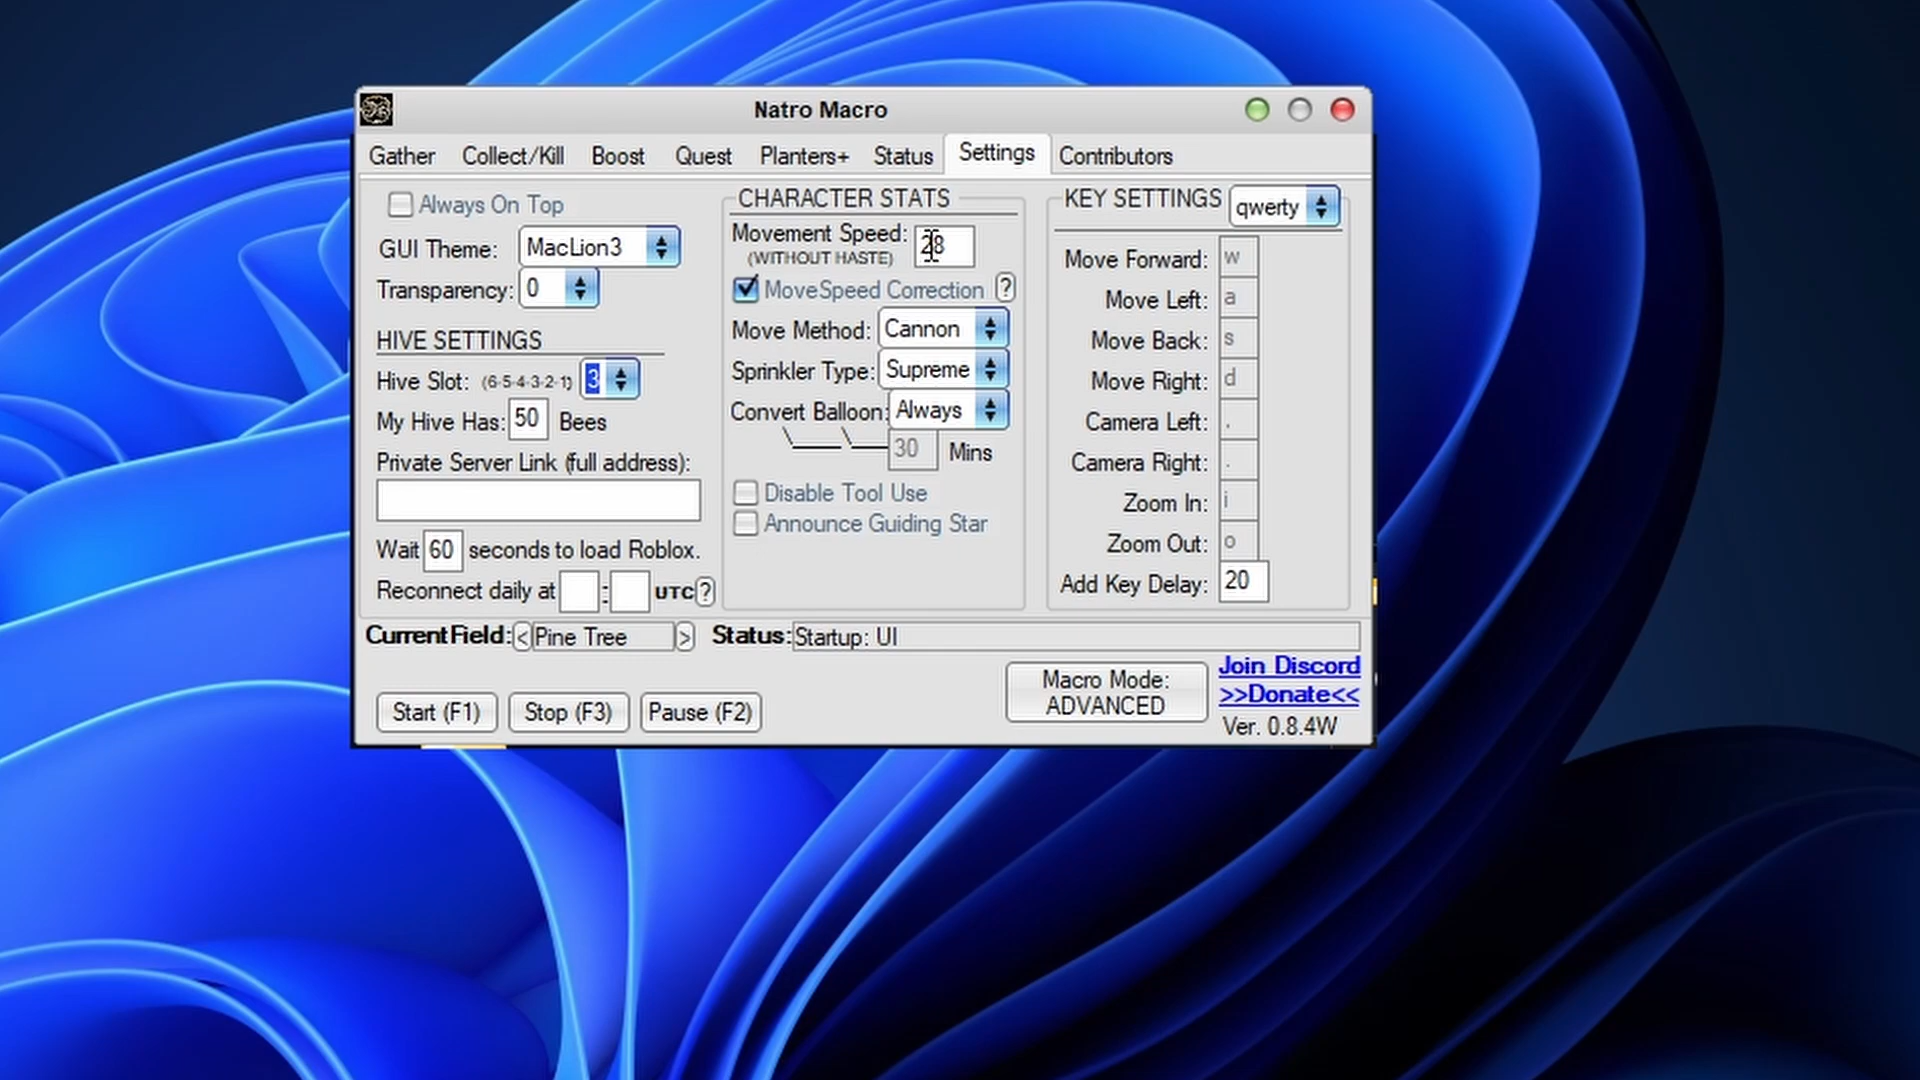 Natro Macro
Gather Collect/Kill Boost Quest Planters+ Status Settings Contributors
Always On Top
GUI Theme: MacLion3
Transparency: 0
HIVE SETTINGS
Hive Slot: (6-5-4-3-2-1) 3
My Hive Has: 50 Bees
Private Server Link (full address):
Wait 60 seconds to load Roblox.
Reconnect daily at : UTC ?
CHARACTER STATS
Movement Speed: 28
(WITHOUT HASTE)
MoveSpeed Correction ?
Move Method: Cannon
Sprinkler Type: Supreme
Convert Balloon: Always
30 Mins
Disable Tool Use
Announce Guiding Star
KEY SETTINGS qwerty
Move Forward: w
Move Left: a
Move Back: s
Move Right: d
Camera Left: ,
Camera Right: .
Zoom In: i
Zoom Out: o
Add Key Delay: 20
CurrentField: < Pine Tree > Status: Startup: UI
Start (F1) Stop (F3) Pause (F2)
Macro Mode:
ADVANCED
Join Discord
>>Donate<<
Ver. 0.8.4W